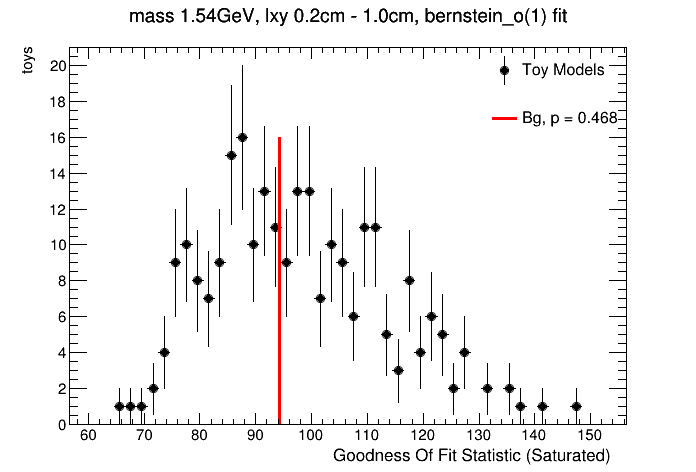 mass 1.54GeV, lxy 0.2cm - 1.0cm, bernstein_o(1) fit
toys
Toy Models
Bg, p = 0.468
20
18
16
14
12
10
8
6
4
2
0
60 70 80 90 100 110 120 130 140 150
Goodness Of Fit Statistic (Saturated)